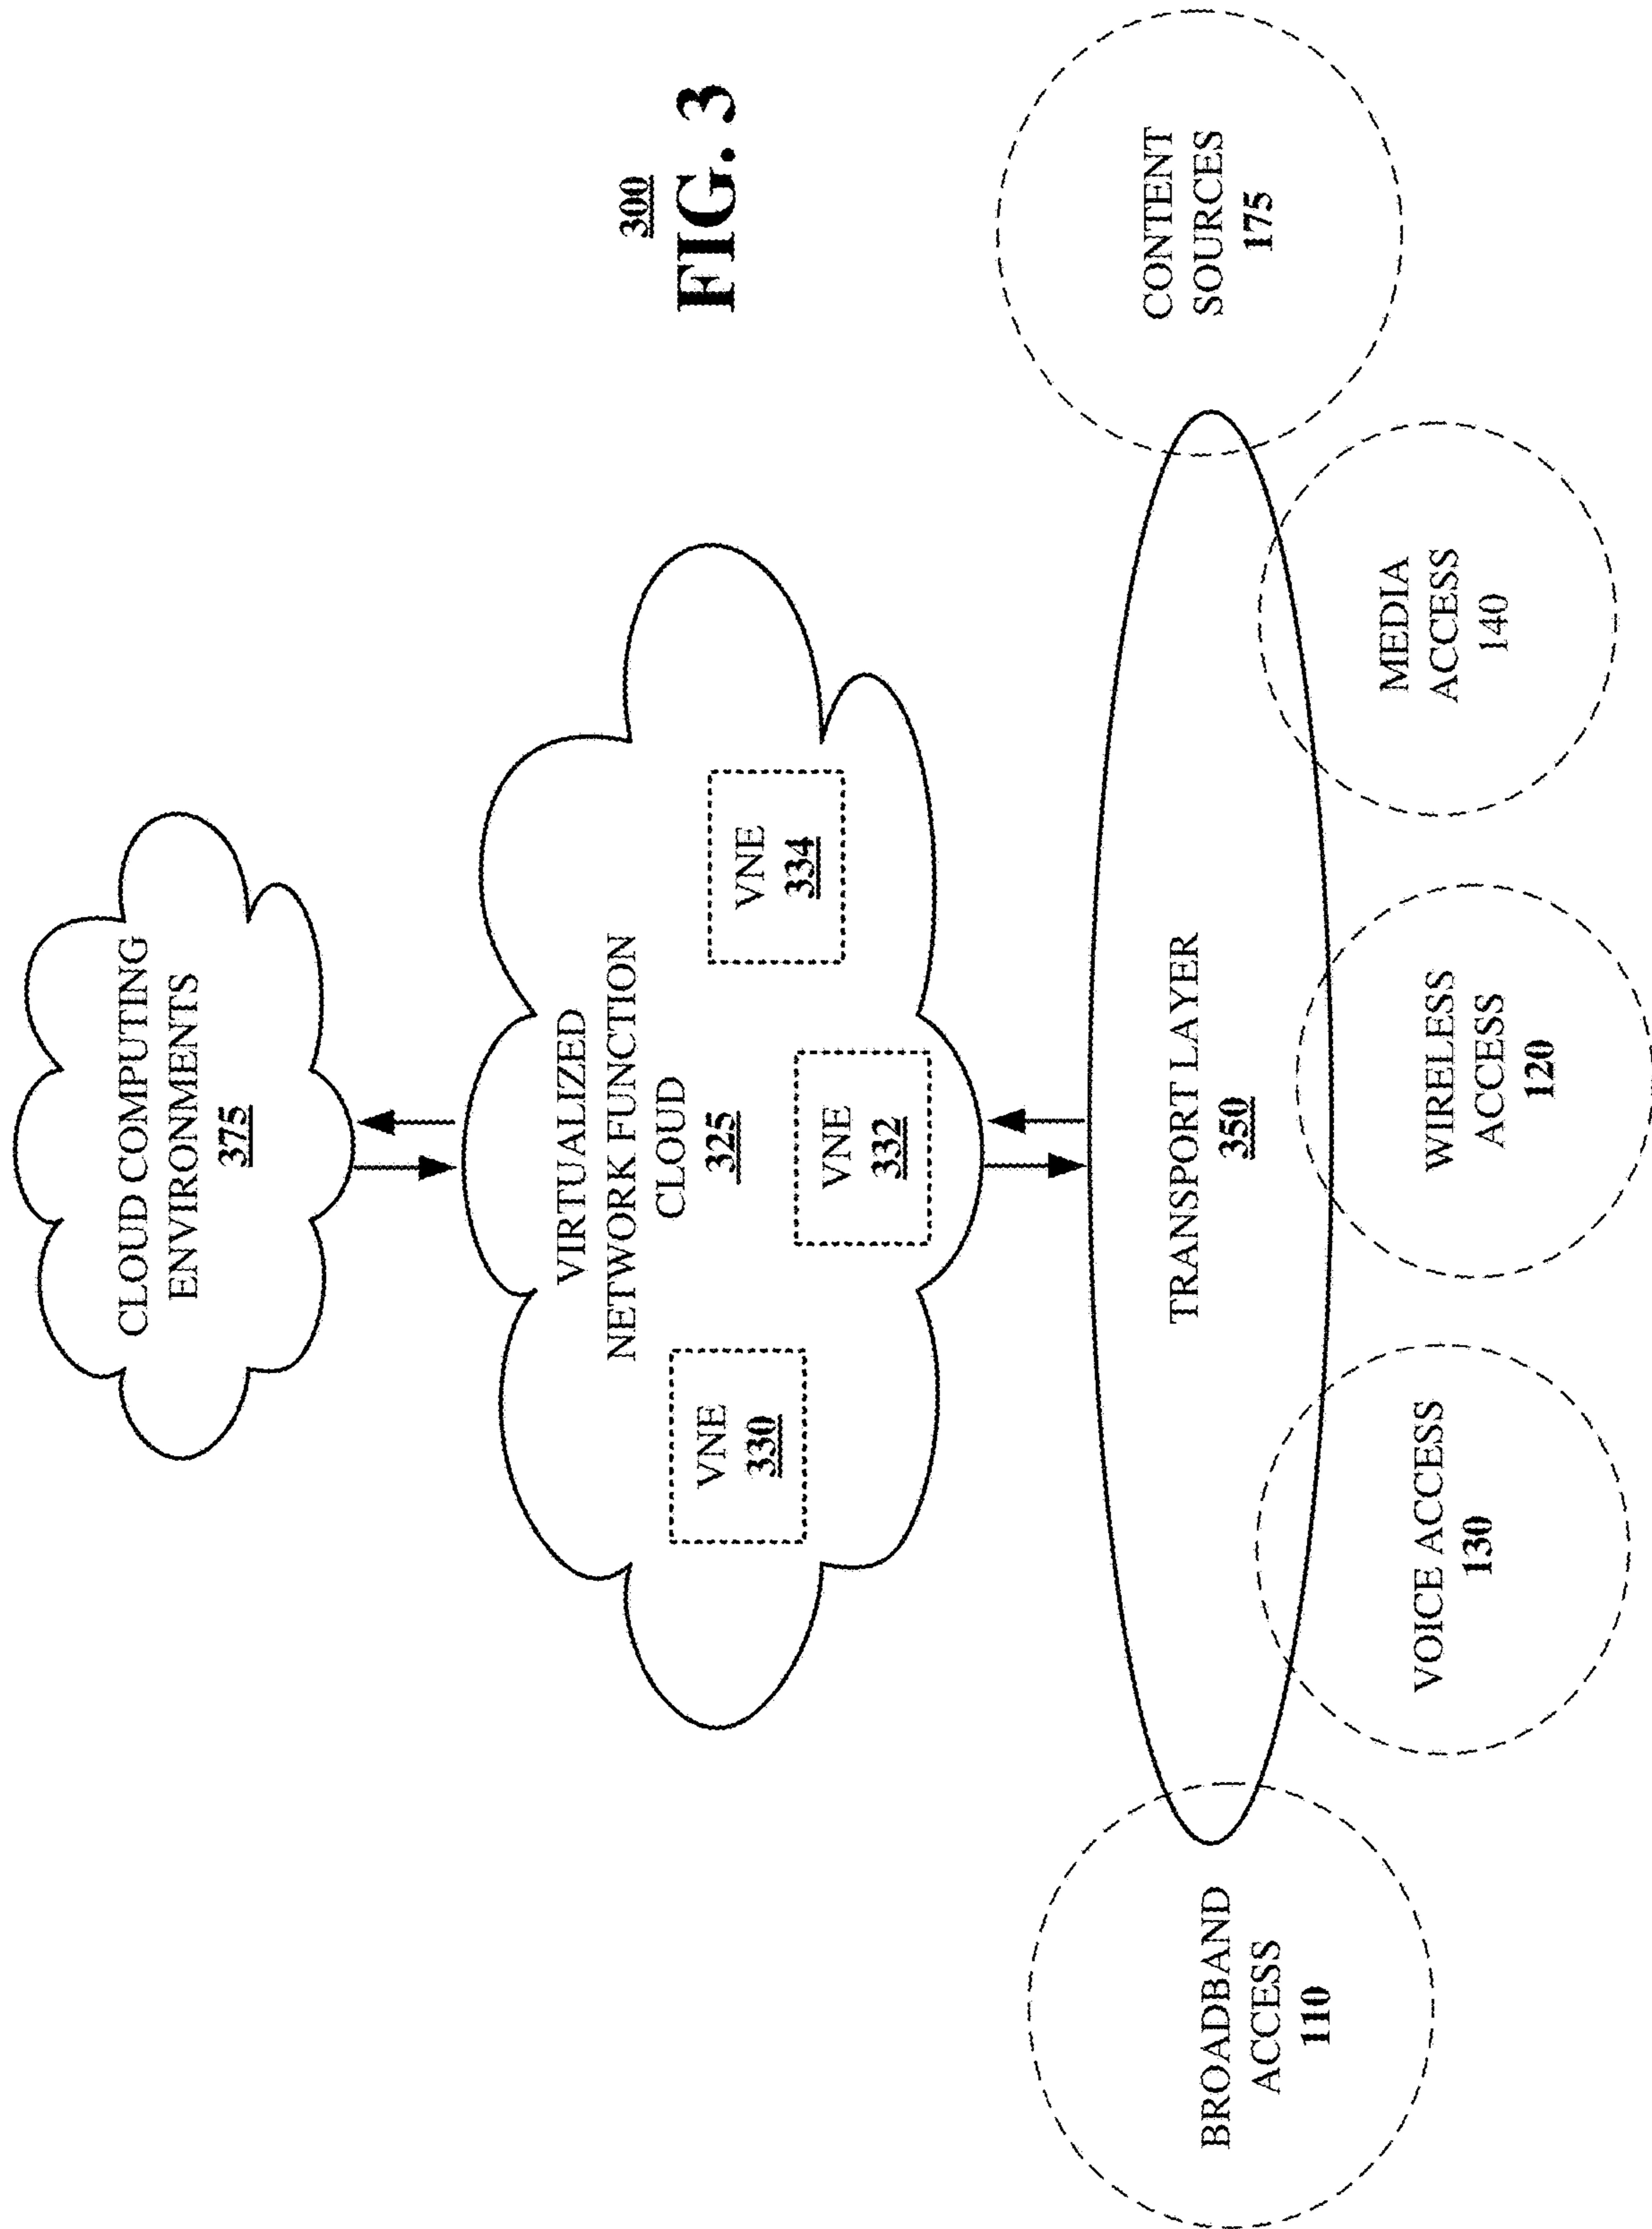 CLOUD COMPUTING
ENVIRONMENTS
375
VIRTUALIZED
NETWORK FUNCTION
CLOUD
325
VNE
330
VNE
332
VNE
334
300
FIG. 3
TRANSPORT LAYER
350
BROADBAND
ACCESS
110
VOICE ACCESS
130
WIRELESS
ACCESS
120
MEDIA
ACCESS
140
CONTENT
SOURCES
175